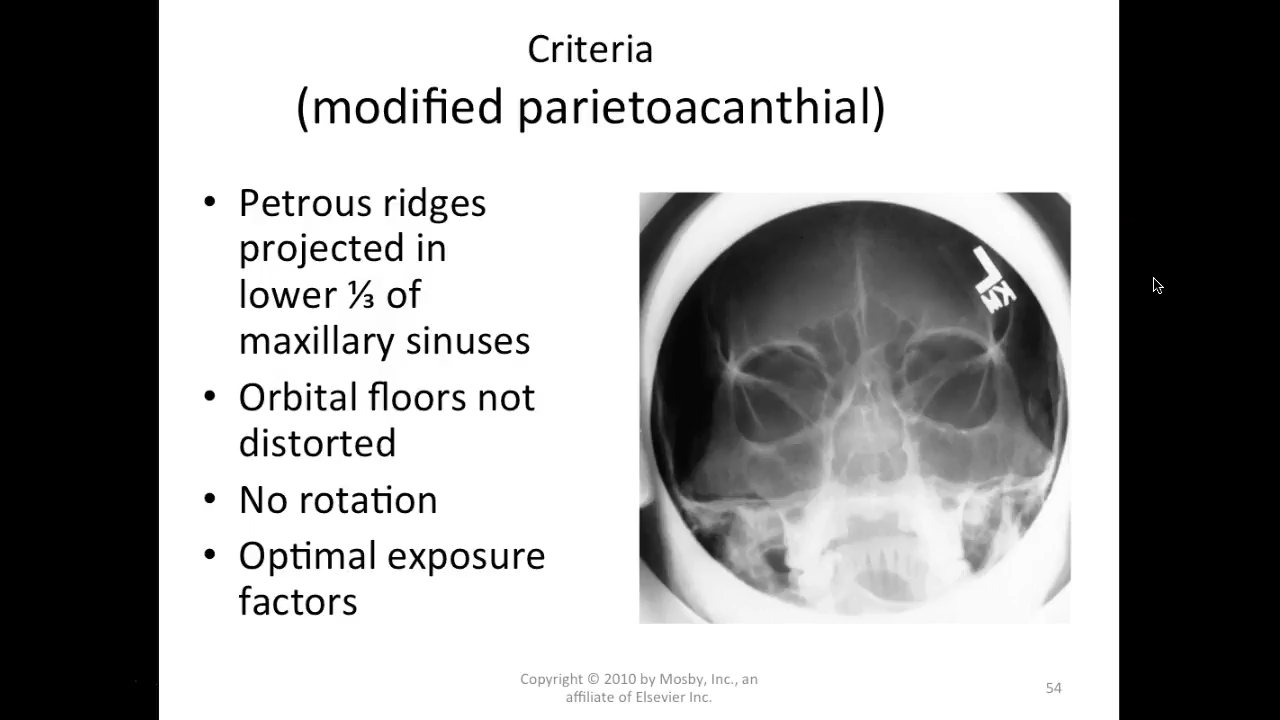 Criteria
(modified parietoacanthial)
• Petrous ridges
projected in
lower ⅓ of
maxillary sinuses
• Orbital floors not
distorted
• No rotation
• Optimal exposure
factors
L
KM
Copyright © 2010 by Mosby, Inc., an
affiliate of Elsevier Inc.
54